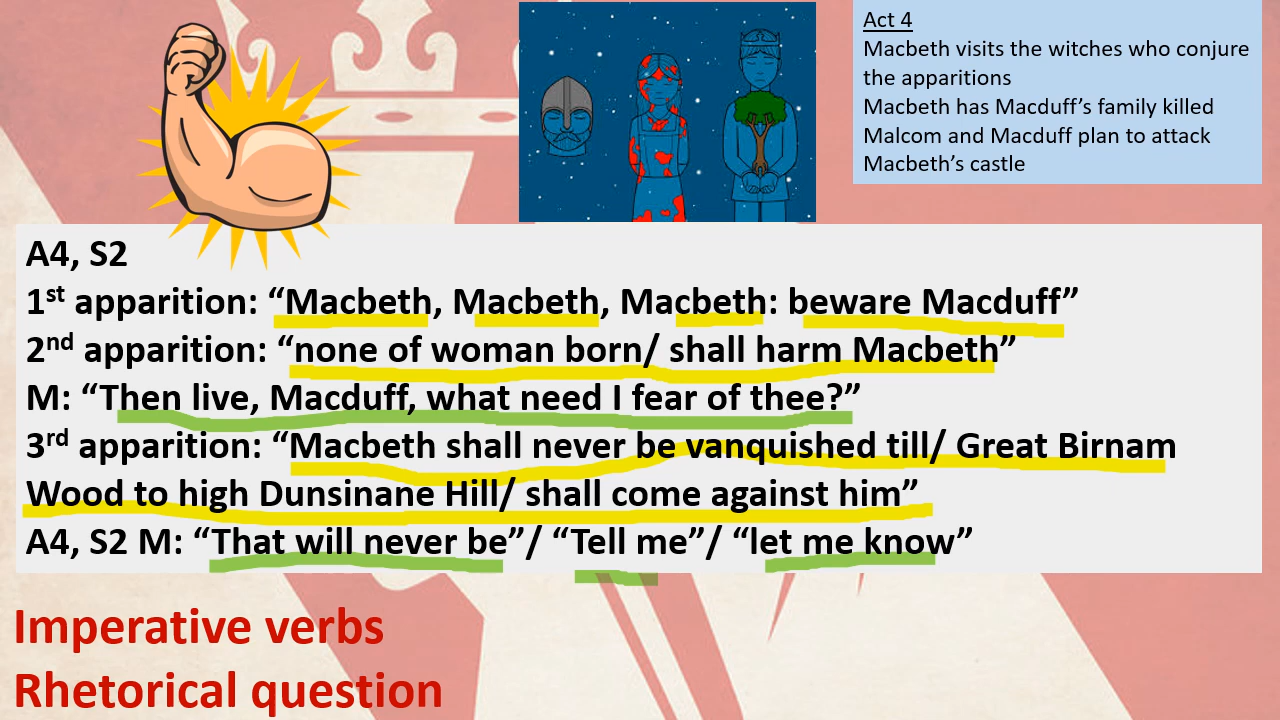 Act 4
Macbeth visits the witches who conjure
the apparitions
Macbeth has Macduff’s family killed
Malcom and Macduff plan to attack
Macbeth’s castle
A4, S2
1st apparition: “Macbeth, Macbeth, Macbeth: beware Macduff”
2nd apparition: “none of woman born/ shall harm Macbeth”
M: “Then live, Macduff, what need I fear of thee?”
3rd apparition: “Macbeth shall never be vanquished till/ Great Birnam
Wood to high Dunsinane Hill/ shall come against him”
A4, S2 M: “That will never be”/ “Tell me”/ “let me know”
Imperative verbs
Rhetorical question